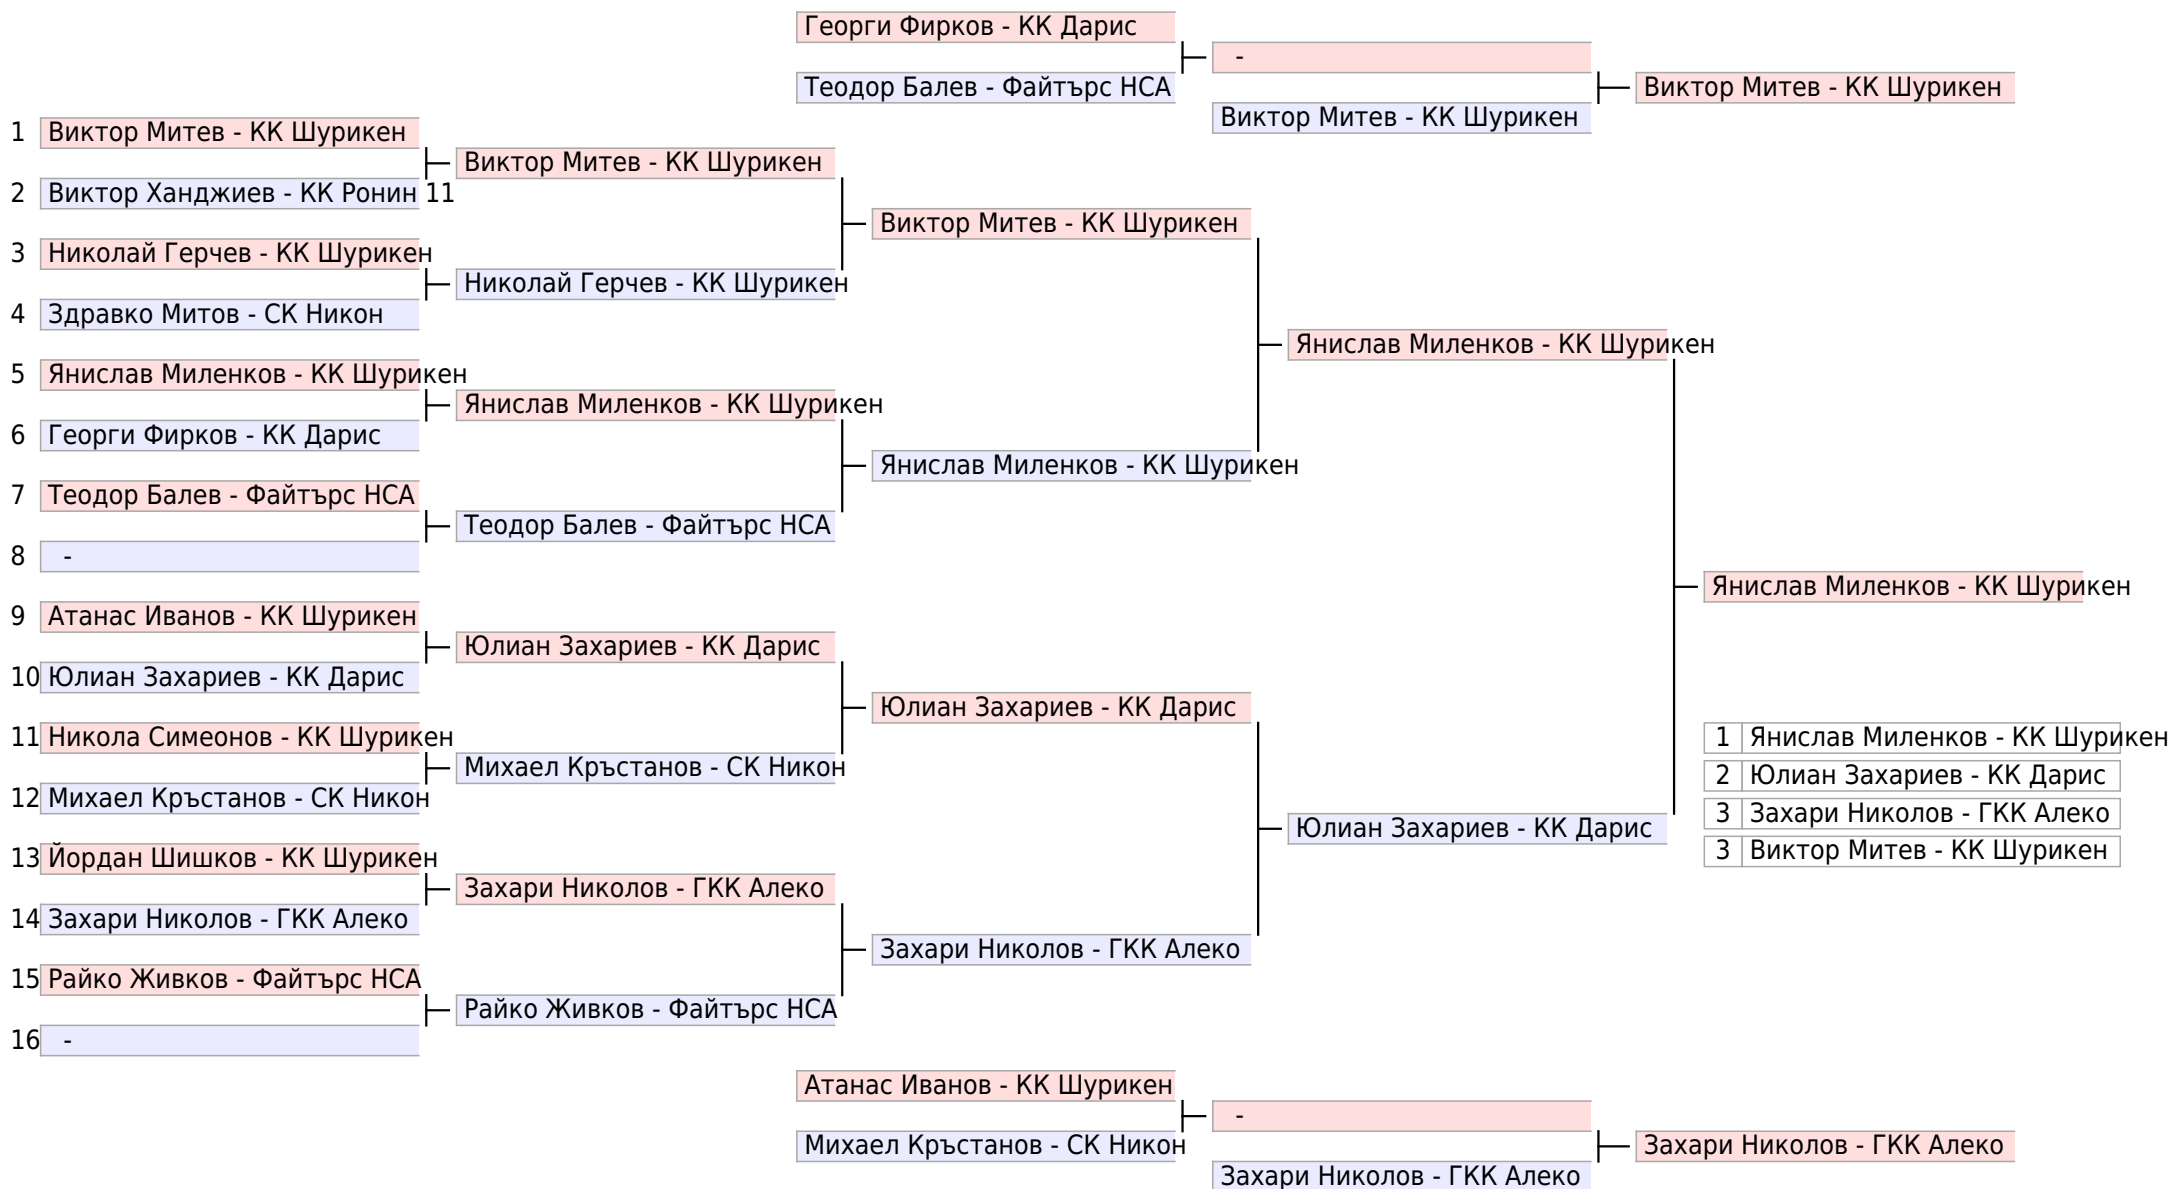 Георги Фирков - КК Дарис
-
Теодор Балев - Файтърс НСА
Виктор Митев - КК Шурикен
Виктор Митев - КК Шурикен
1 Виктор Митев - КК Шурикен
Виктор Митев - КК Шурикен
2 Виктор Ханджиев - КК Ронин 11
Виктор Митев - КК Шурикен
3 Николай Герчев - КК Шурикен
Николай Герчев - КК Шурикен
4 Здравко Митов - СК Никон
Янислав Миленков - КК Шурикен
5 Янислав Миленков - КК Шурикен
Янислав Миленков - КК Шурикен
6 Георги Фирков - КК Дарис
Янислав Миленков - КК Шурикен
7 Теодор Балев - Файтърс НСА
Теодор Балев - Файтърс НСА
8 -
Янислав Миленков - КК Шурикен
9 Атанас Иванов - КК Шурикен
Юлиан Захариев - КК Дарис
10 Юлиан Захариев - КК Дарис
Юлиан Захариев - КК Дарис
11 Никола Симеонов - КК Шурикен
1 Янислав Миленков - КК Шурикен
Михаел Кръстанов - СК Никон
2 Юлиан Захариев - КК Дарис
12 Михаел Кръстанов - СК Никон
3 Захари Николов - ГКК Алеко
Юлиан Захариев - КК Дарис
3 Виктор Митев - КК Шурикен
13 Йордан Шишков - КК Шурикен
Захари Николов - ГКК Алеко
14 Захари Николов - ГКК Алеко
Захари Николов - ГКК Алеко
15 Райко Живков - Файтърс НСА
Райко Живков - Файтърс НСА
16 -
Атанас Иванов - КК Шурикен
-
Михаел Кръстанов - СК Никон
Захари Николов - ГКК Алеко
Захари Николов - ГКК Алеко